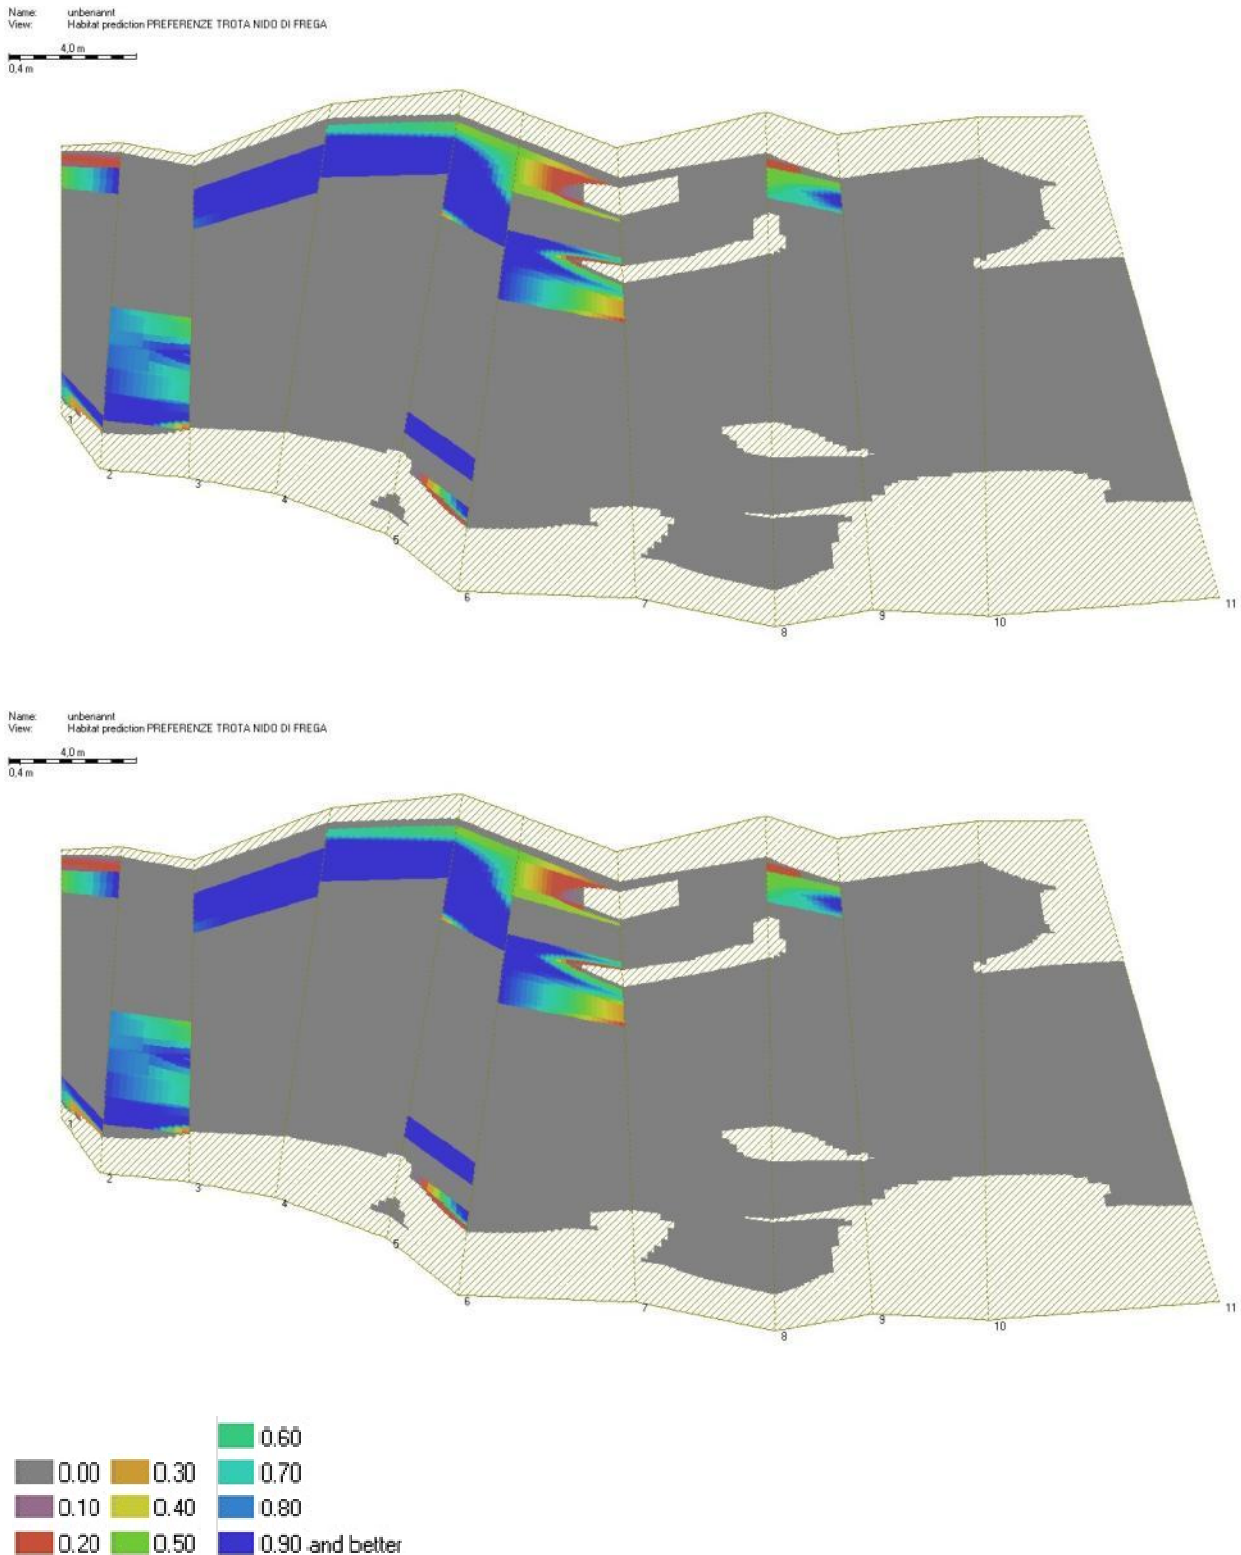 Name: unbenannt
View: Habitat prediction PREFERENZE TROTA NIDO DI FREGA
4,0 m
0,4 m
1
2
3
4
5
6
7
8
9
10
11
Name: unbenannt
View: Habitat prediction PREFERENZE TROTA NIDO DI FREGA
4,0 m
0,4 m
1
2
3
4
5
6
7
8
9
10
11
0.60
0.00 0.30 0.70
0.10 0.40 0.80
0.20 0.50 0.90 and better